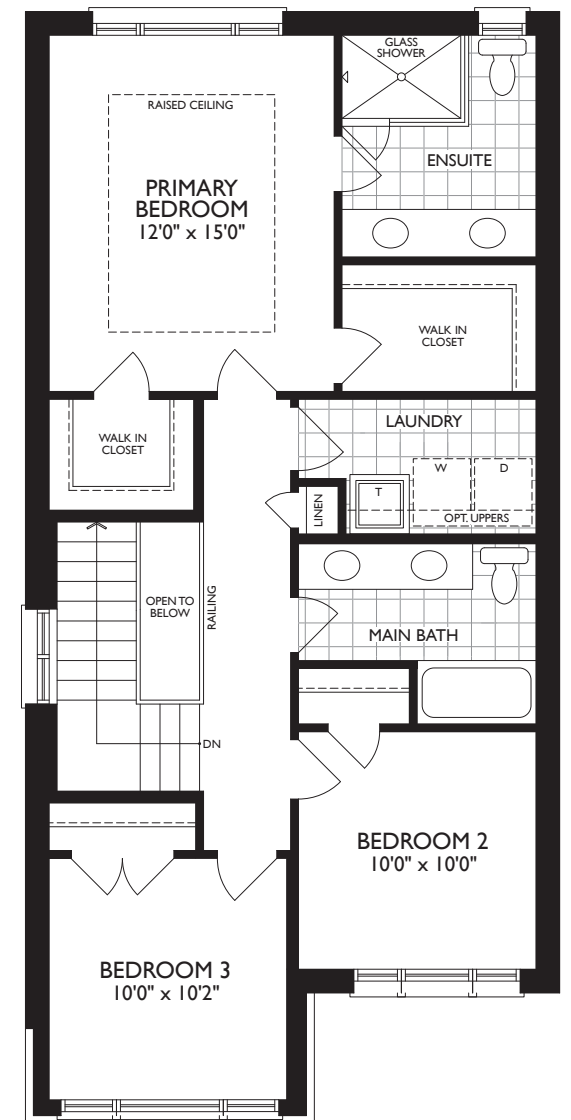 GLASS
SHOWER
RAISED CEILING
ENSUITE
PRIMARY
BEDROOM
12'0" x 15'0"
WALK IN
CLOSET
LAUNDRY
WALK IN
CLOSET
W
D
T
LINEN
OPT. UPPERS
OPEN TO
BELOW
RAILING
MAIN BATH
DN
BEDROOM 2
10'0" x 10'0"
BEDROOM 3
10'0" x 10'2"